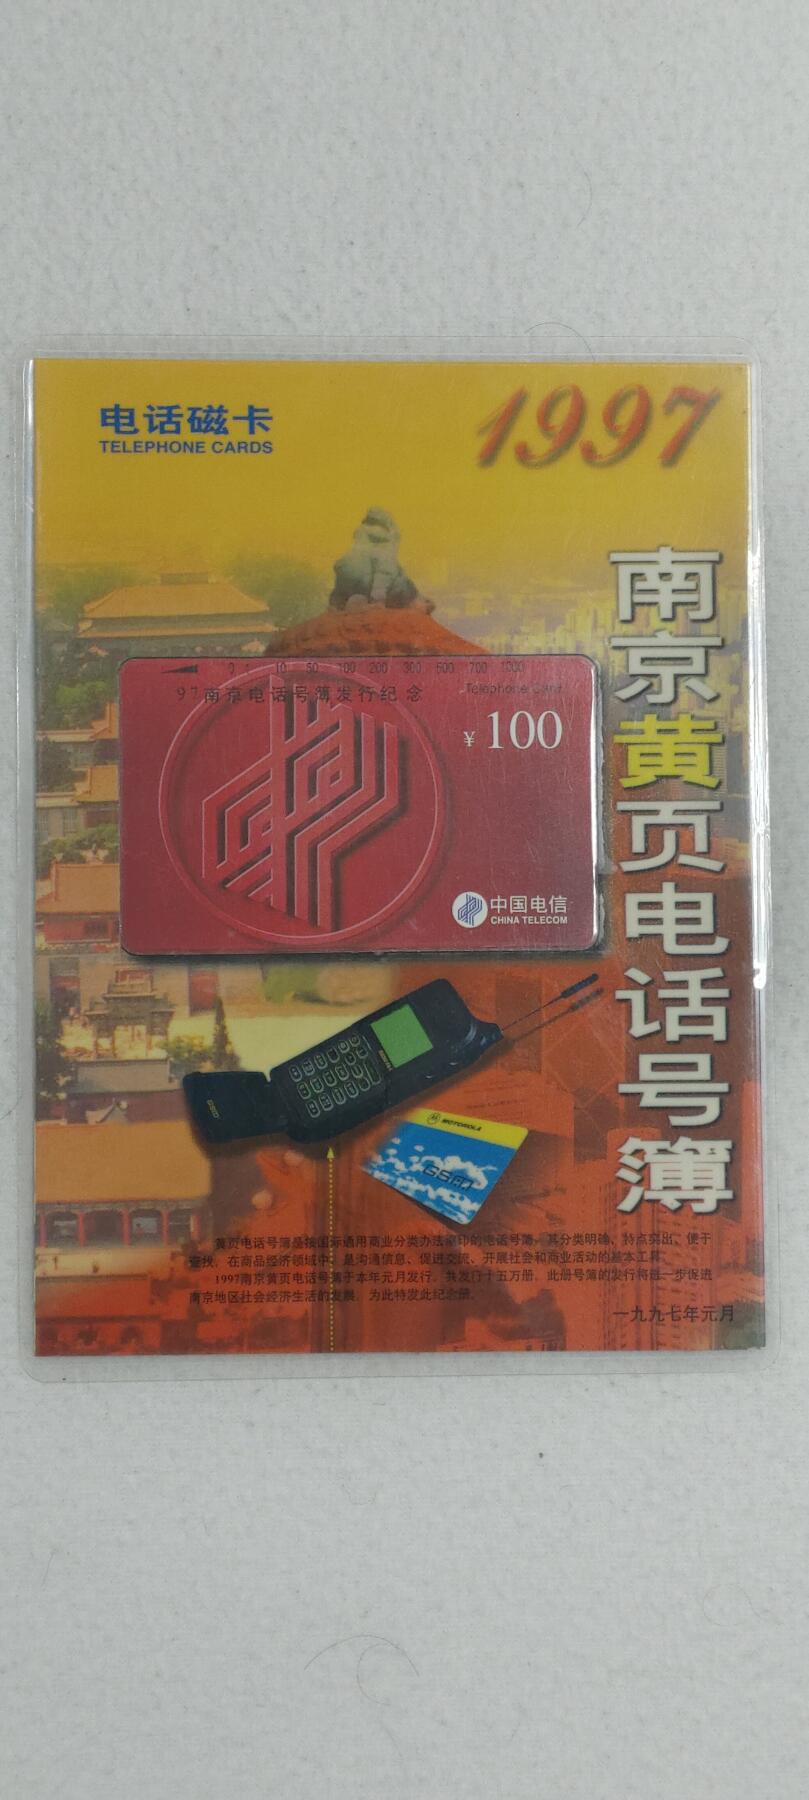 电话磁卡
TELEPHONE CARDS
1997
南京黄页电话号簿
0 1 10 50 100 200 300 500 700 1000
97南京电话号簿发行纪念
Telephone Card
¥ 100
中国电信
CHINA TELECOM
MOTOROLA
GSM
黄页电话号簿是按国际通用商业分类办法编印的电话号簿，其分类明确、特点突出、便于
查找，在商品经济领域中，是沟通信息、促进交流、开展社会和商业活动的基本工具。
1997南京黄页电话号簿于本年元月发行，共发行十五万册，此册号簿的发行将进一步促进
南京地区社会经济生活的发展，为此特发此纪念册。
一九九七年元月